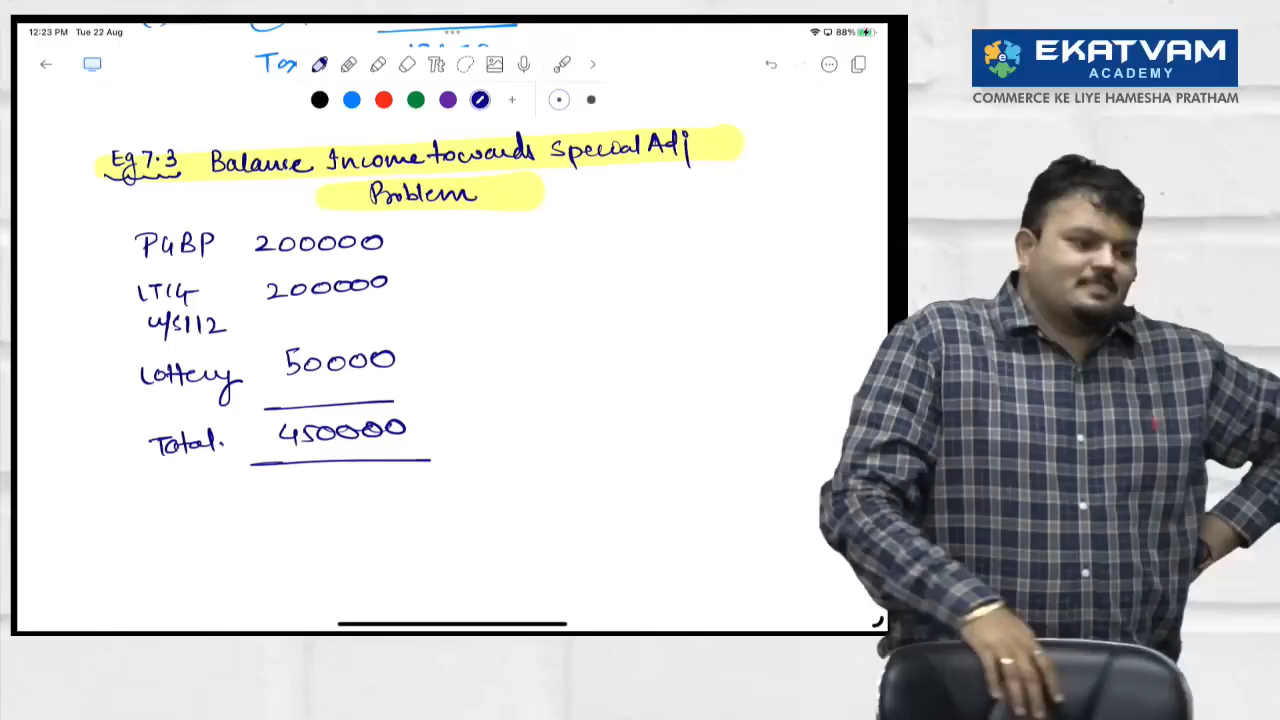 12:23 PM Tue 22 Aug
88%
EKATVAM
ACADEMY
COMMERCE KE LIYE HAMESHA PRATHAM
Eg 7.3 Balance Income towards Special Adj
Problem
PGBP 200000
LTCG 200000
u/s 112
Lottery 50000
Total. 450000